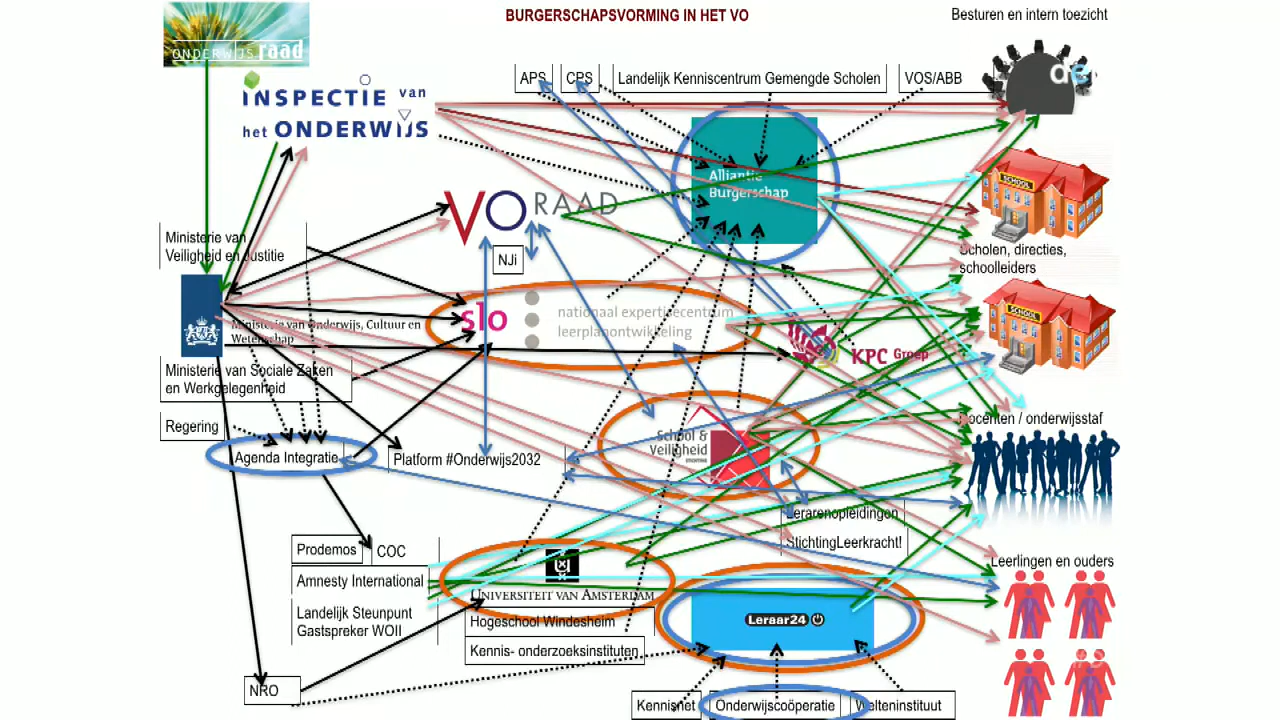 BURGERSCHAPSVORMING IN HET VO
Besturen en intern toezicht
ONDERWIJSraad
APS
CPS
Landelijk Kenniscentrum Gemengde Scholen
VOS/ABB
INSPECTIE van
het ONDERWIJS
Alliantie
Burgerschap
SCHOOL
VO RAAD
NJi
Ministerie van
Veiligheid en Justitie
Scholen, directies,
schoolleiders
slo
nationaal expertisecentrum
leerplanontwikkeling
SCHOOL
Ministerie van Onderwijs, Cultuur en
Wetenschap
KPC Groep
Ministerie van Sociale Zaken
en Werkgelegenheid
Regering
Docenten / onderwijsstaf
School &
Veiligheid
STICHTING
Agenda Integratie
Platform #Onderwijs2032
Lerarenopleidingen
StichtingLeerkracht!
Prodemos
COC
Leerlingen en ouders
Amnesty International
UNIVERSITEIT VAN AMSTERDAM
Landelijk Steunpunt
Gastspreker WOII
Hogeschool Windesheim
Leraar24
Kennis- onderzoeksinstituten
NRO
Kennisnet
Onderwijscoöperatie
Welteninstituut